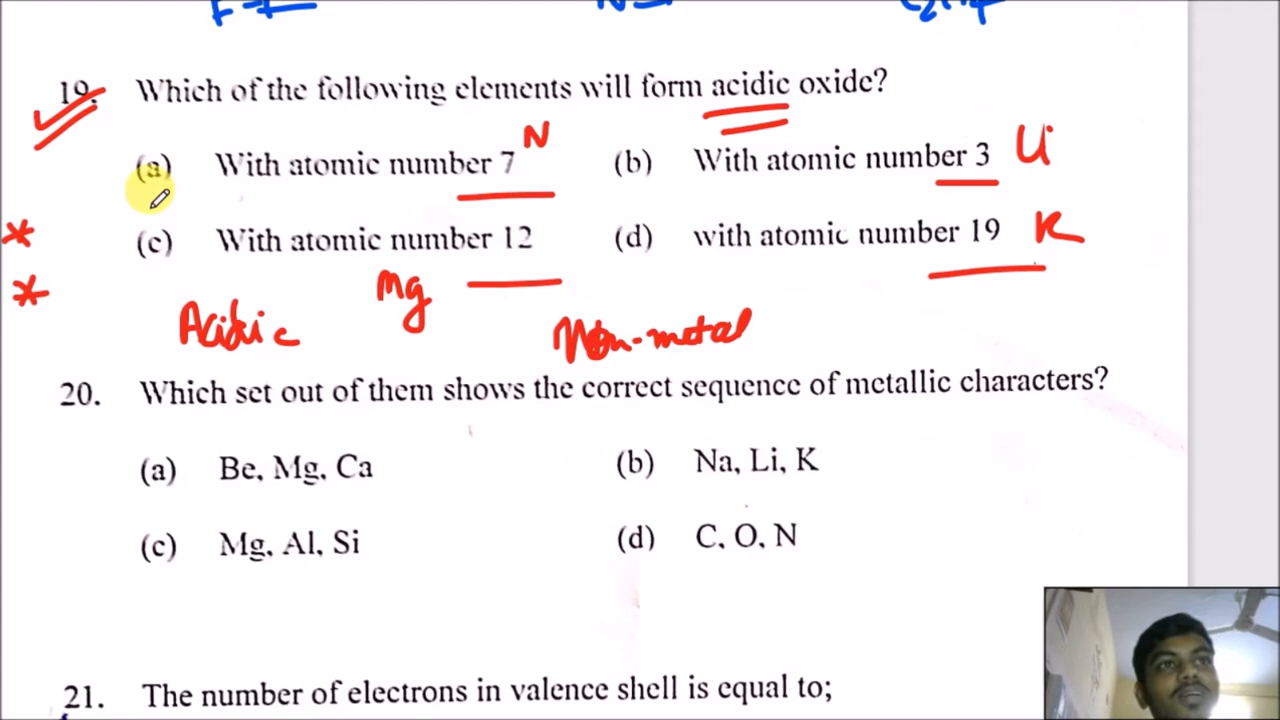 19. Which of the following elements will form acidic oxide?
(a) With atomic number 7 N (b) With atomic number 3 Li
(c) With atomic number 12 (d) with atomic number 19 K
Mg
Acidic Non-metal
20. Which set out of them shows the correct sequence of metallic characters?
(a) Be, Mg, Ca (b) Na, Li, K
(c) Mg, Al, Si (d) C, O, N
21. The number of electrons in valence shell is equal to;